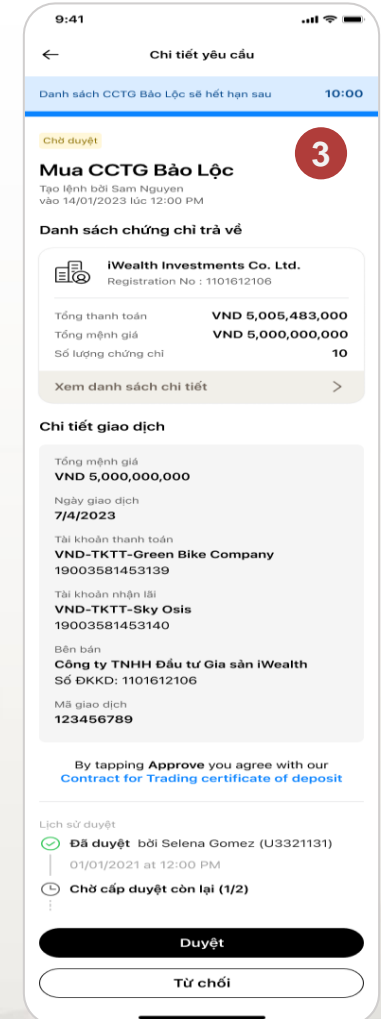 9:41
Chi tiết yêu cầu
Danh sách CCTG Bảo Lộc sẽ hết hạn sau 10:00
Chờ duyệt
3
Mua CCTG Bảo Lộc
Tạo lệnh bởi Sam Nguyen
vào 14/01/2023 lúc 12:00 PM
Danh sách chứng chỉ trả về
iWealth Investments Co. Ltd.
Registration No : 1101612106
Tổng thanh toán VND 5,005,483,000
Tổng mệnh giá VND 5,000,000,000
Số lượng chứng chỉ 10
Xem danh sách chi tiết >
Chi tiết giao dịch
Tổng mệnh giá
VND 5,000,000,000
Ngày giao dịch
7/4/2023
Tài khoản thanh toán
VND-TKTT-Green Bike Company
19003581453139
Tài khoản nhận lãi
VND-TKTT-Sky Osis
19003581453140
Bên bán
Công ty TNHH Đầu tư Gia sản iWealth
Số ĐKKD: 1101612106
Mã giao dịch
123456789
By tapping Approve you agree with our
Contract for Trading certificate of deposit
Lịch sử duyệt
Đã duyệt bởi Selena Gomez (U3321131)
01/01/2021 at 12:00 PM
Chờ cấp duyệt còn lại (1/2)
Duyệt
Từ chối